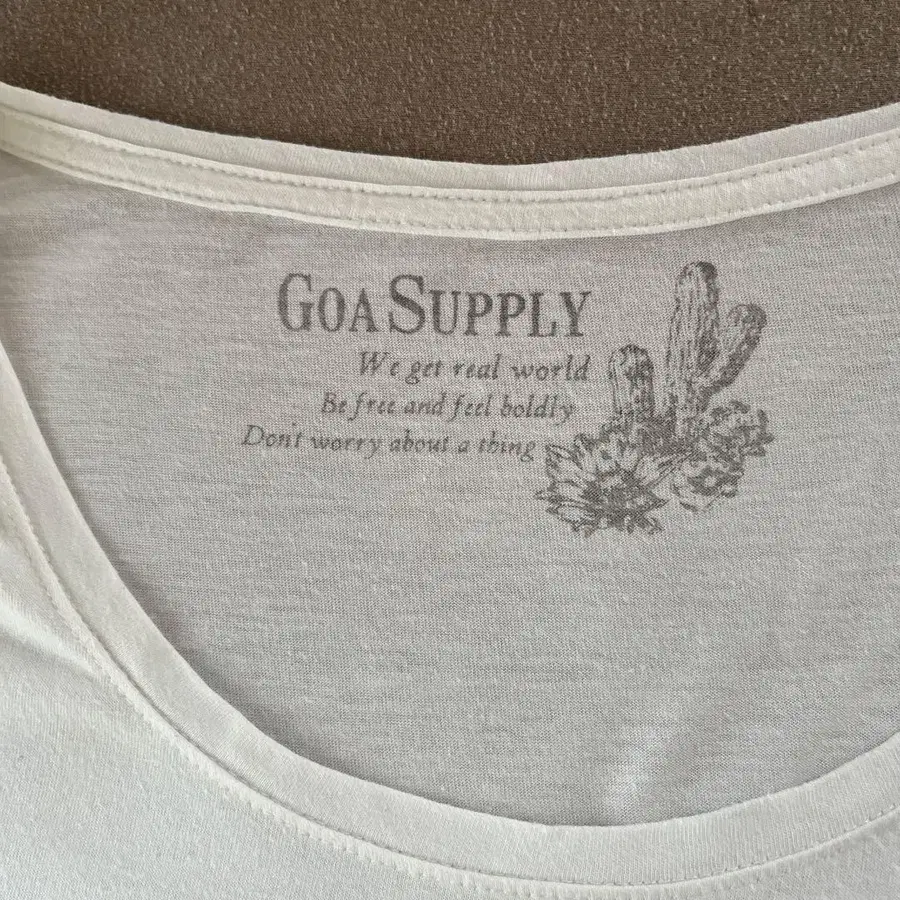 GOA SUPPLY
We get real world
Be free and feel boldly
Don't worry about a thing